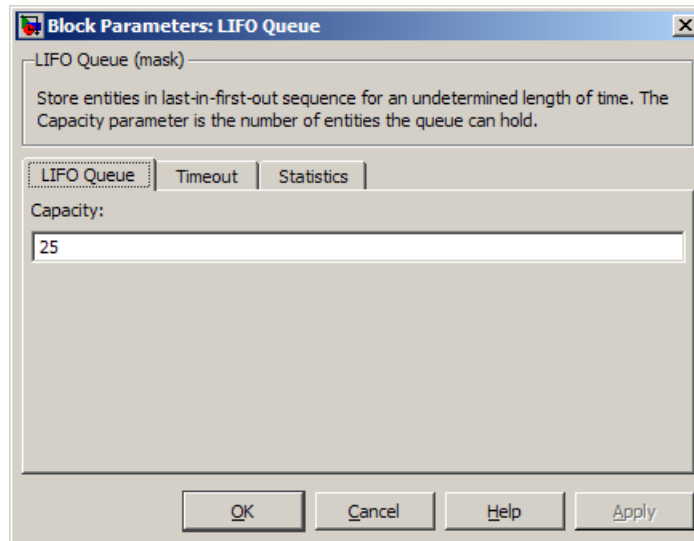 Block Parameters: LIFO Queue
LIFO Queue (mask)
Store entities in last-in-first-out sequence for an undetermined length of time. The
Capacity parameter is the number of entities the queue can hold.
LIFO Queue Timeout Statistics
Capacity:
25
OK Cancel Help Apply